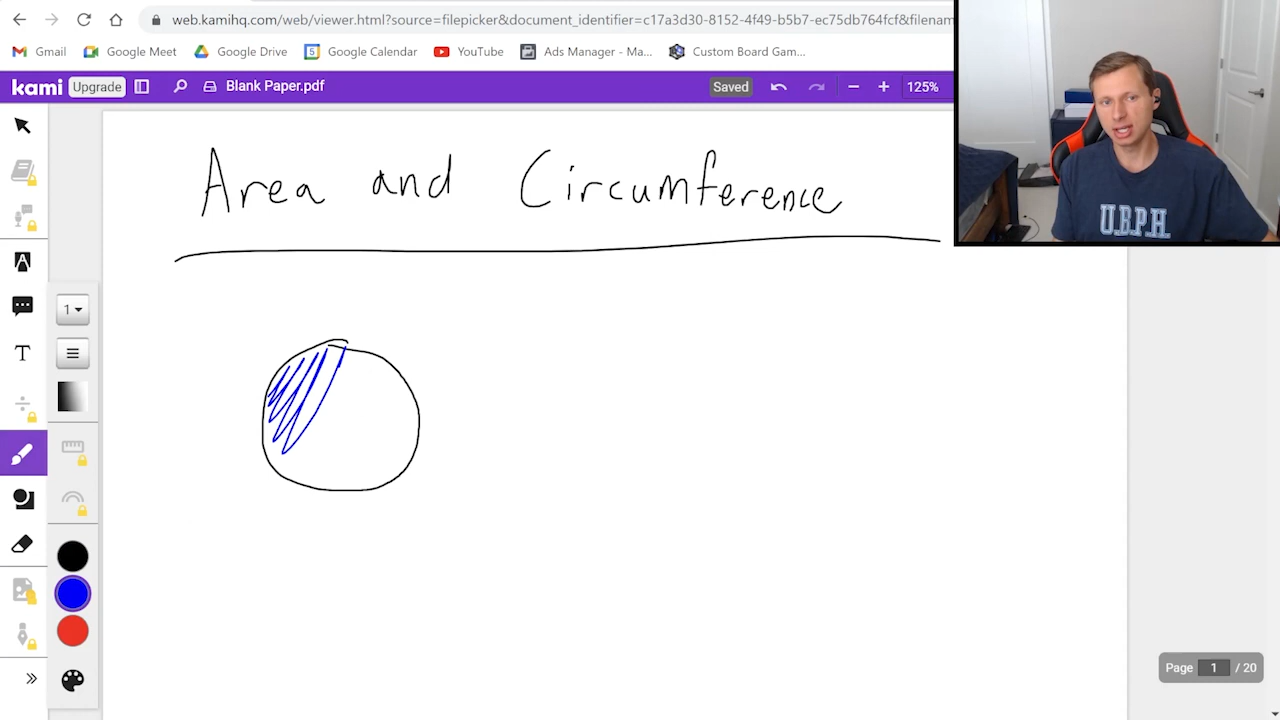 web.kamihq.com/web/viewer.html?source=filepicker&document_identifier=c17a3d30-8152-4f49-b5b7-ec75db764fcf&filenam
Gmail Google Meet Google Drive 5 Google Calendar YouTube Ads Manager - Ma... Custom Board Gam...
kami Upgrade Blank Paper.pdf Saved 125%
Area and Circumference
U.B.P.H.
A
1
T
Page 1 / 20